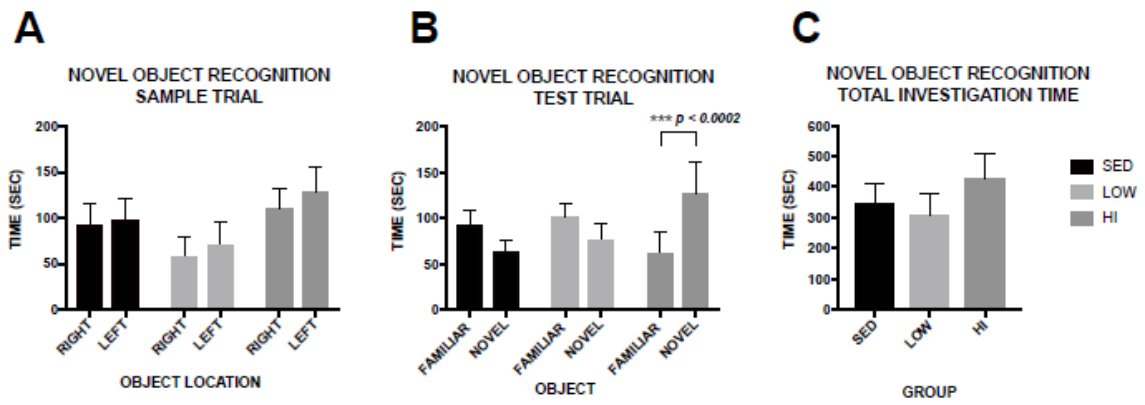 A
NOVEL OBJECT RECOGNITION
SAMPLE TRIAL
TIME (SEC)
200
150
100
50
0
RIGHT
LEFT
RIGHT
LEFT
RIGHT
LEFT
OBJECT LOCATION
B
NOVEL OBJECT RECOGNITION
TEST TRIAL
*** p < 0.0002
TIME (SEC)
200
150
100
50
0
FAMILIAR
NOVEL
FAMILIAR
NOVEL
FAMILIAR
NOVEL
OBJECT
C
NOVEL OBJECT RECOGNITION
TOTAL INVESTIGATION TIME
TIME (SEC)
600
500
400
300
200
100
0
SED
LOW
HI
GROUP
SED
LOW
HI